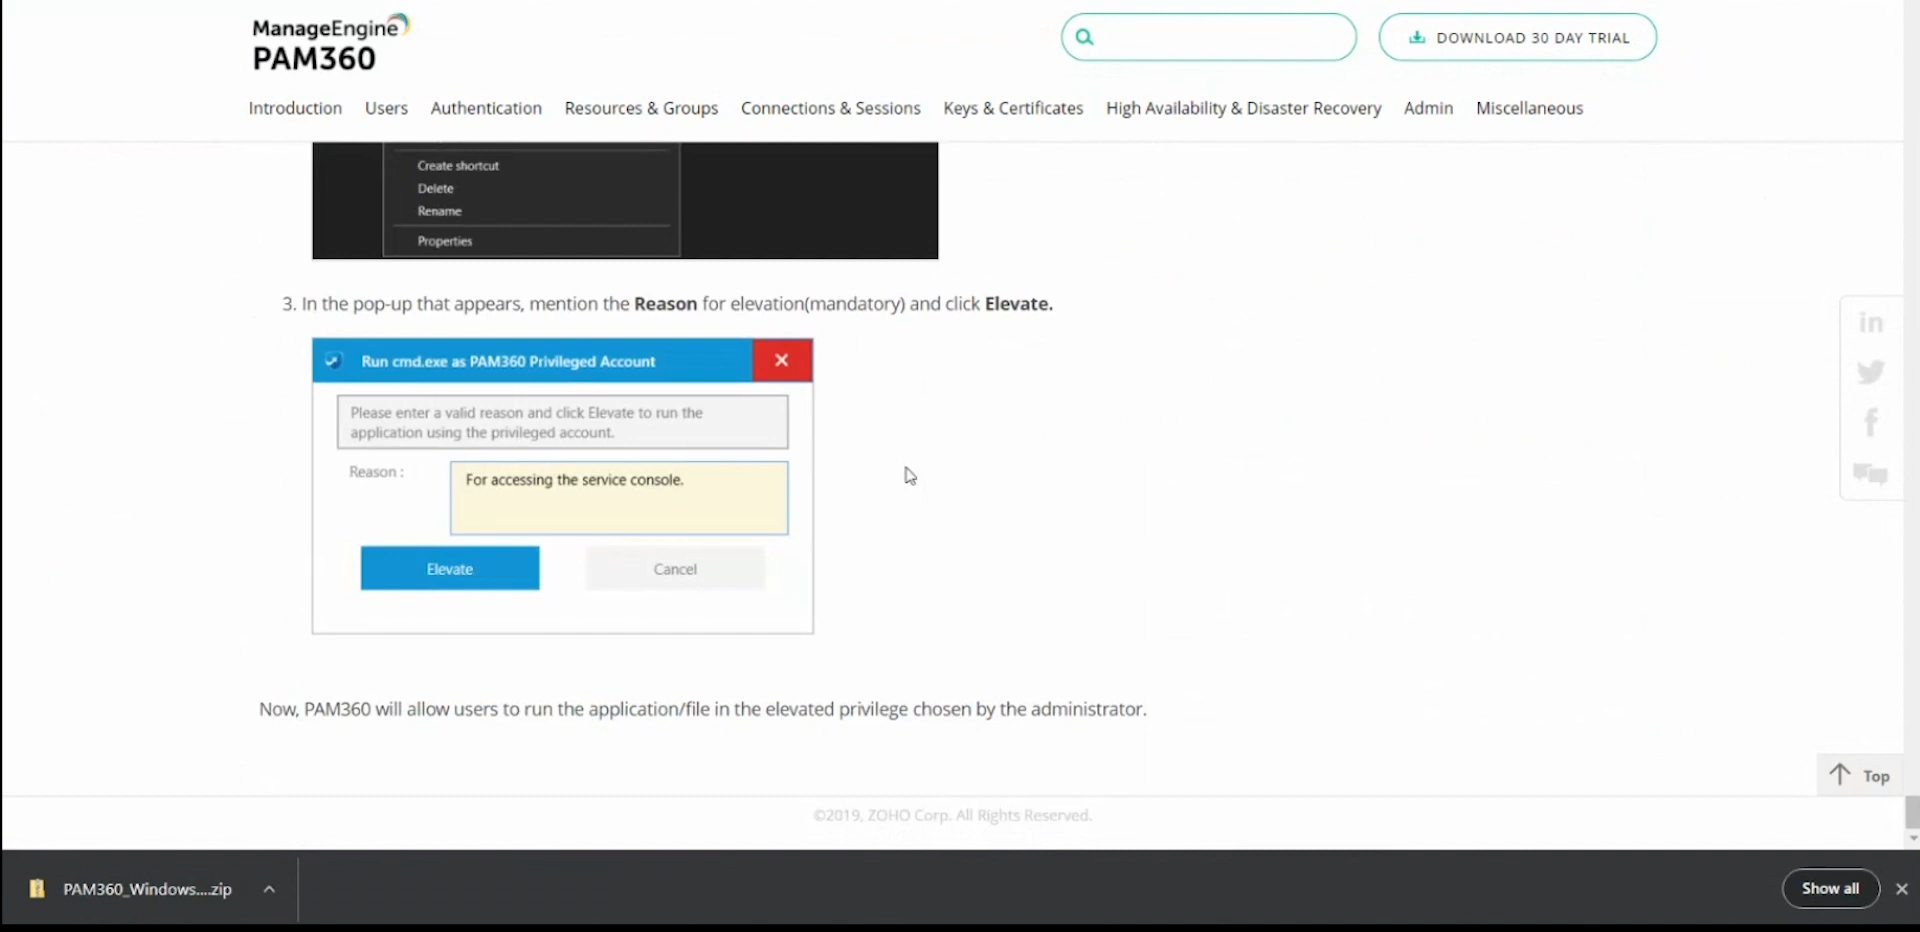 ManageEngine
PAM360
DOWNLOAD 30 DAY TRIAL
Introduction Users Authentication Resources & Groups Connections & Sessions Keys & Certificates High Availability & Disaster Recovery Admin Miscellaneous
Create shortcut
Delete
Rename
Properties
3. In the pop-up that appears, mention the Reason for elevation(mandatory) and click Elevate.
Run cmd.exe as PAM360 Privileged Account
Please enter a valid reason and click Elevate to run the
application using the privileged account.
Reason :
For accessing the service console.
Elevate Cancel
Now, PAM360 will allow users to run the application/file in the elevated privilege chosen by the administrator.
Top
©2019, ZOHO Corp. All Rights Reserved.
PAM360_Windows....zip
Show all